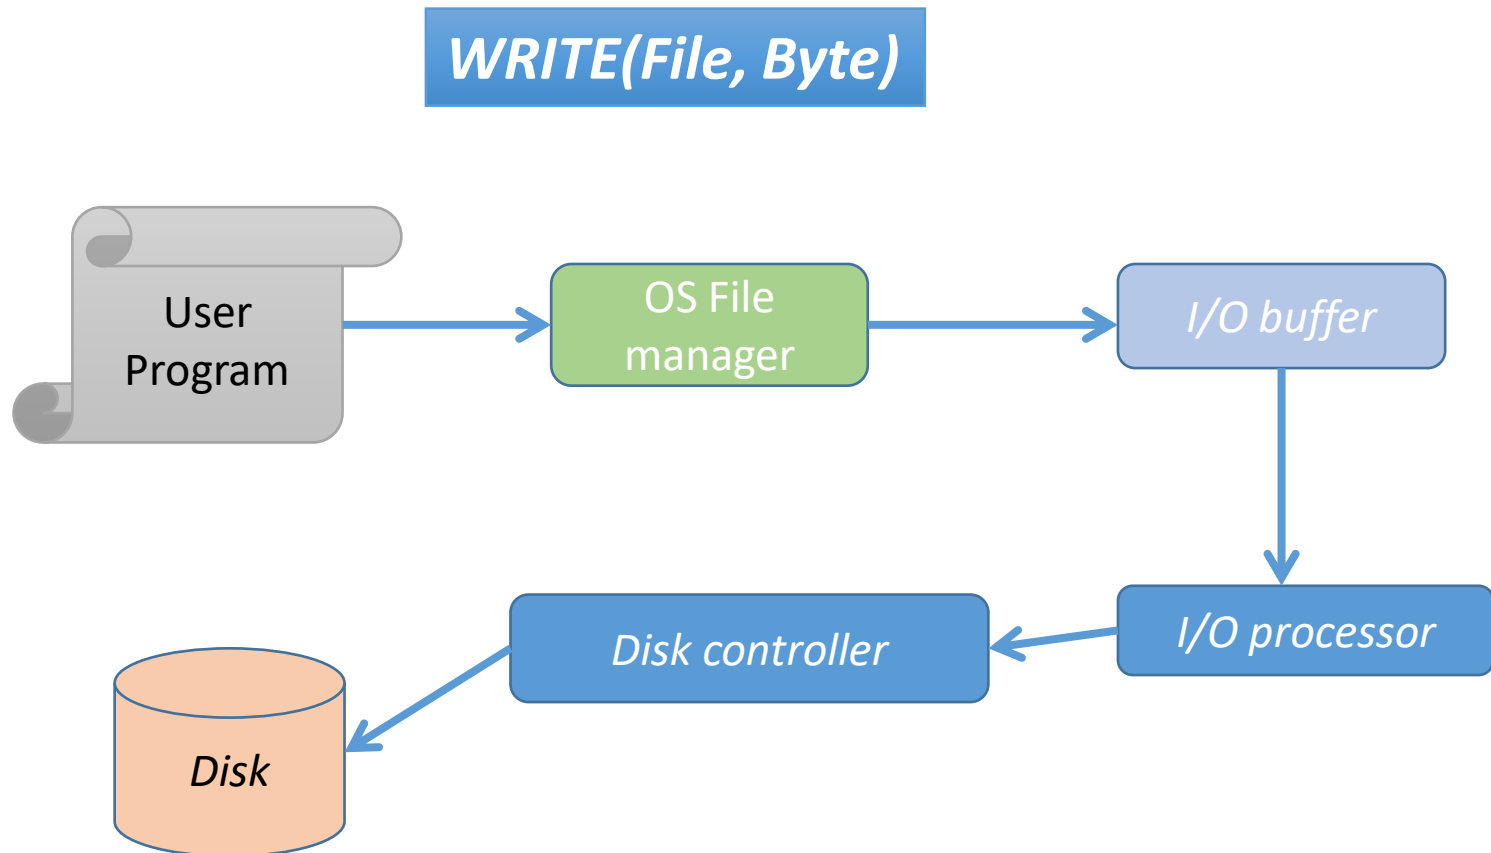 WRITE(File, Byte)
User
Program
OS File
manager
I/O buffer
I/O processor
Disk controller
Disk